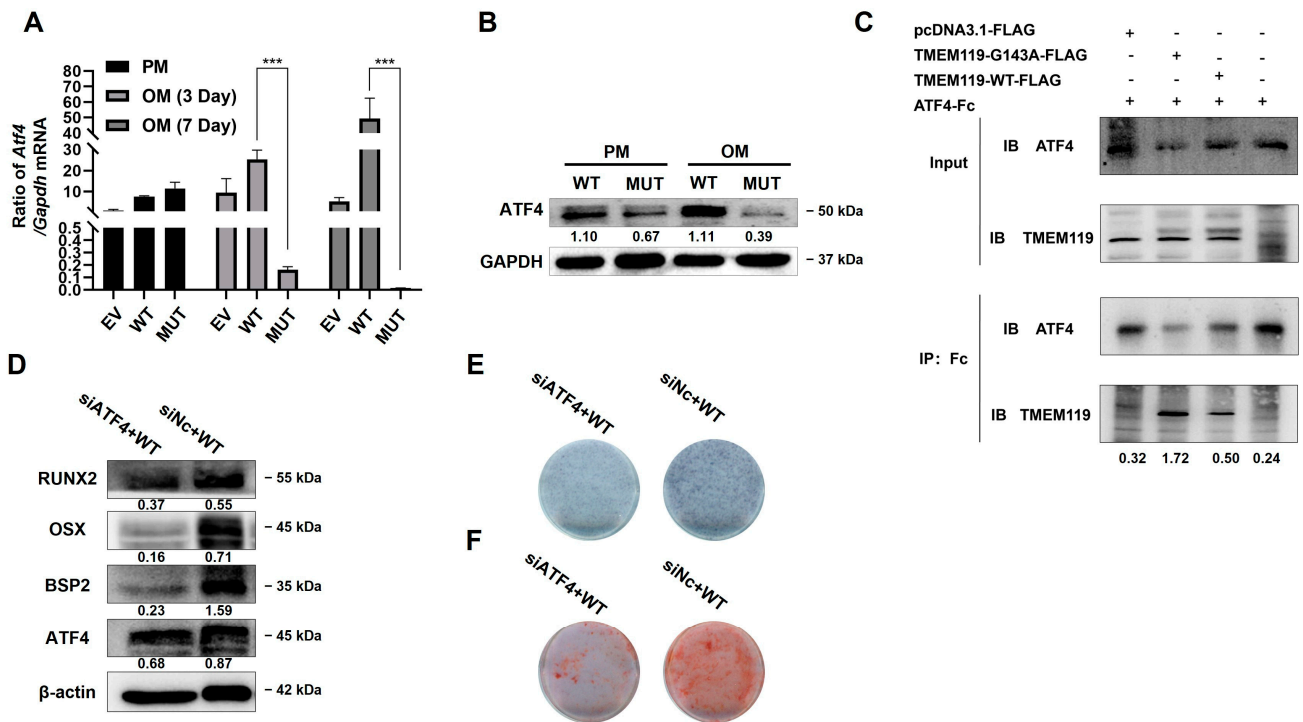 A
Ratio of Atf4
/Gapdh mRNA
80
70
60
50
40
30
20
10
0.5
0.4
0.3
0.2
0.1
0.0
PM
OM (3 Day)
OM (7 Day)
***
***
EV WT MUT EV WT MUT EV WT MUT
B
PM OM
WT MUT WT MUT
ATF4 – 50 kDa
1.10 0.67 1.11 0.39
GAPDH – 37 kDa
C
pcDNA3.1-FLAG + - - -
TMEM119-G143A-FLAG - + - -
TMEM119-WT-FLAG - - + -
ATF4-Fc + + + +
Input
IB ATF4
IB TMEM119
IP: Fc
IB ATF4
IB TMEM119
0.32 1.72 0.50 0.24
D
siATF4+WT siNc+WT
RUNX2 – 55 kDa
0.37 0.55
OSX – 45 kDa
0.16 0.71
BSP2 – 35 kDa
0.23 1.59
ATF4 – 45 kDa
0.68 0.87
β-actin – 42 kDa
E
siATF4+WT siNc+WT
F
siATF4+WT siNc+WT